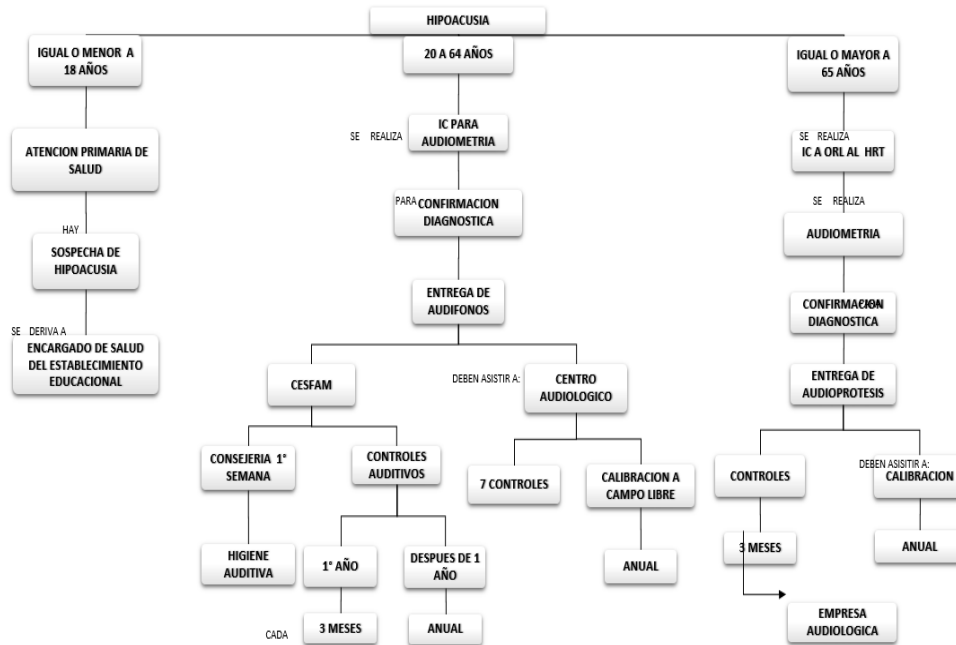 HIPOACUSIA
IGUAL O MENOR A
18 AÑOS
ATENCION PRIMARIA DE
SALUD
HAY
SOSPECHA DE
HIPOACUSIA
SE DERIVA A
ENCARGADO DE SALUD
DEL ESTABLECIMIENTO
EDUCACIONAL
20 A 64 AÑOS
SE REALIZA
IC PARA
AUDIOMETRIA
PARA
CONFIRMACION
DIAGNOSTICA
ENTREGA DE
AUDIFONOS
CESFAM
CONSEJERIA 1°
SEMANA
HIGIENE
AUDITIVA
CONTROLES
AUDITIVOS
1° AÑO
CADA
3 MESES
DESPUES DE 1
AÑO
ANUAL
DEBEN ASISTIR A:
CENTRO
AUDIOLOGICO
7 CONTROLES
CALIBRACION A
CAMPO LIBRE
ANUAL
IGUAL O MAYOR A
65 AÑOS
SE REALIZA
IC A ORL AL HRT
SE REALIZA
AUDIOMETRIA
CONFIRMACION
DIAGNOSTICA
ENTREGA DE
AUDIOPROTESIS
CONTROLES
3 MESES
EMPRESA
AUDIOLOGICA
DEBEN ASISITIR A:
CALIBRACION
ANUAL